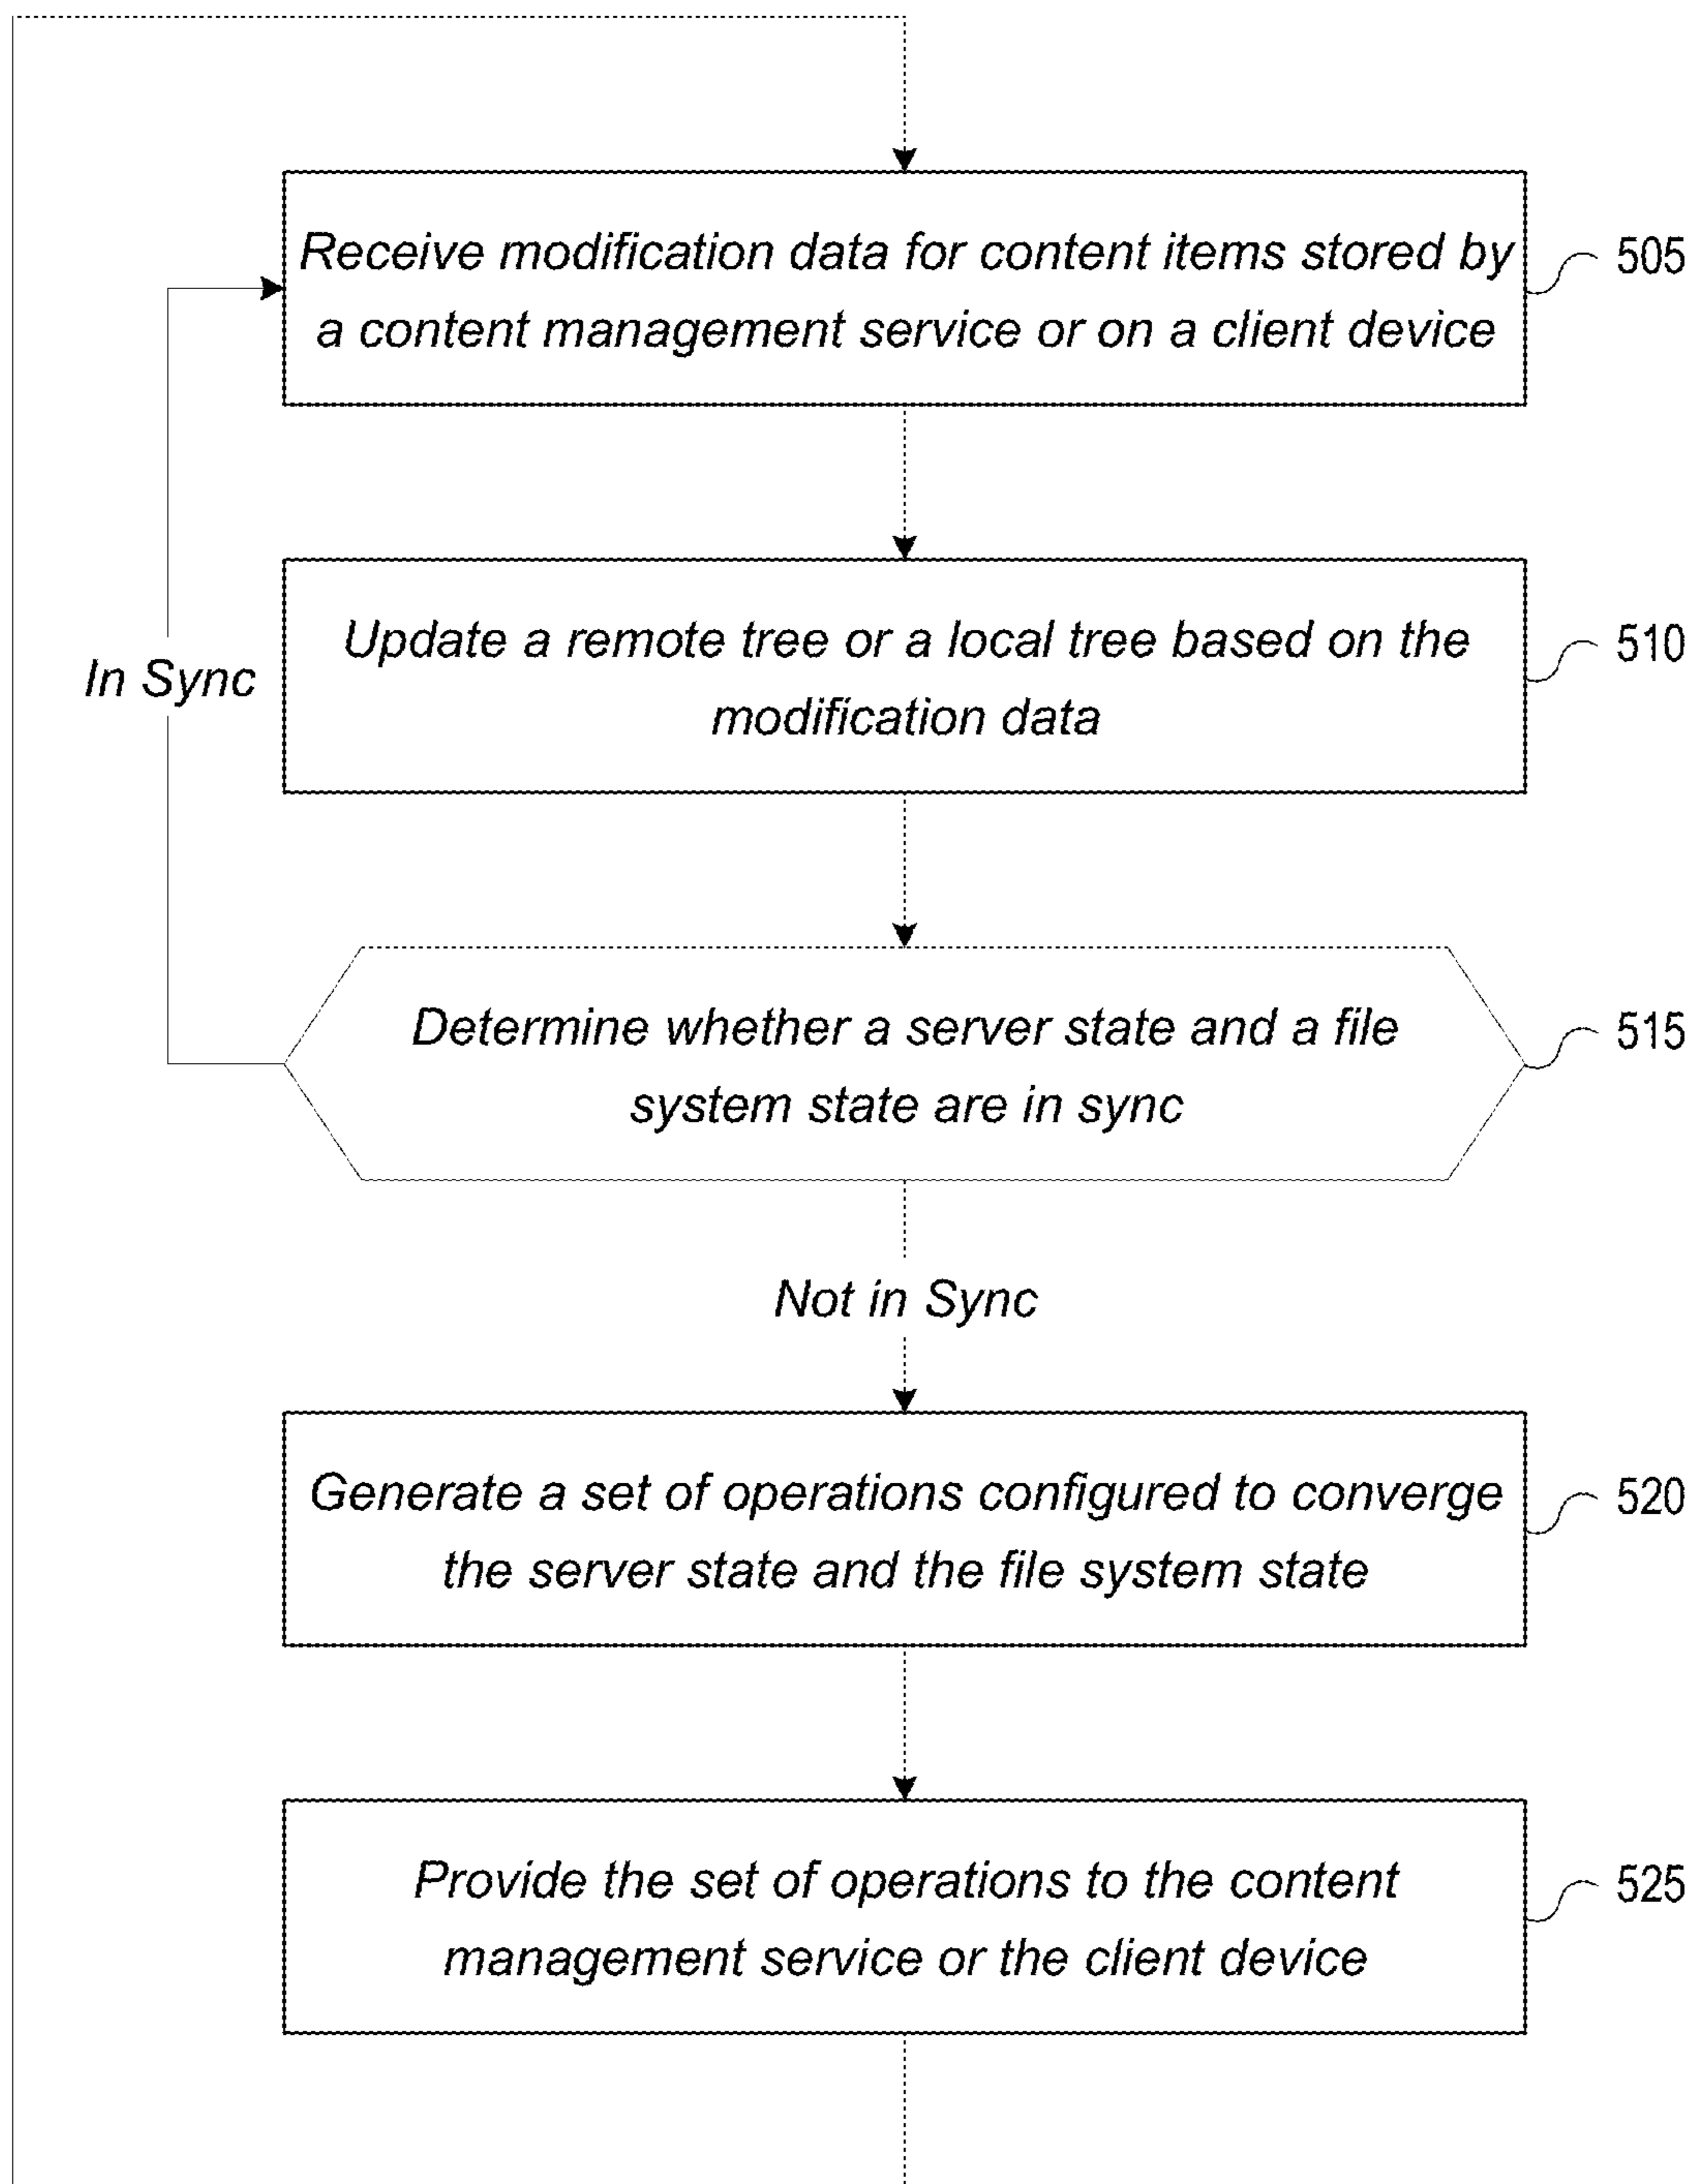 Receive modification data for content items stored by
a content management service or on a client device
505
Update a remote tree or a local tree based on the
modification data
510
In Sync
Determine whether a server state and a file
system state are in sync
515
Not in Sync
Generate a set of operations configured to converge
the server state and the file system state
520
Provide the set of operations to the content
management service or the client device
525